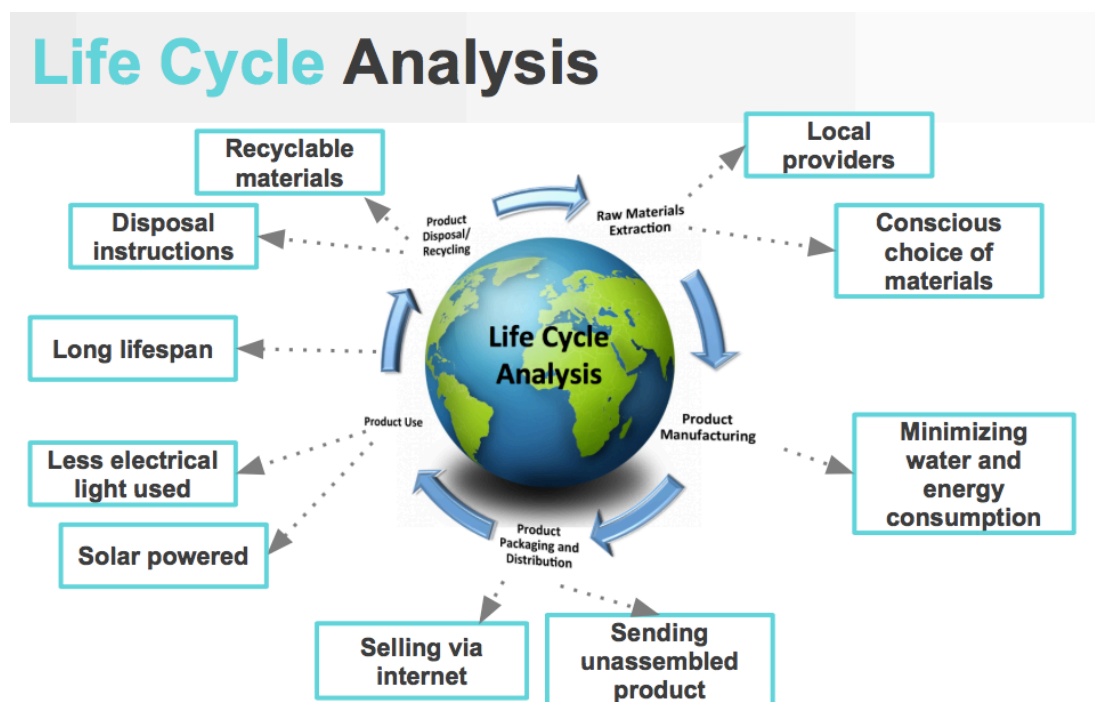 Life Cycle Analysis
Recyclable
materials
Local
providers
Disposal
instructions
Product
Disposal/
Recycling
Raw Materials
Extraction
Conscious
choice of
materials
Long lifespan
Life Cycle
Analysis
Product Use
Product
Manufacturing
Less electrical
light used
Minimizing
water and
energy
consumption
Solar powered
Product
Packaging and
Distribution
Selling via
internet
Sending
unassembled
product